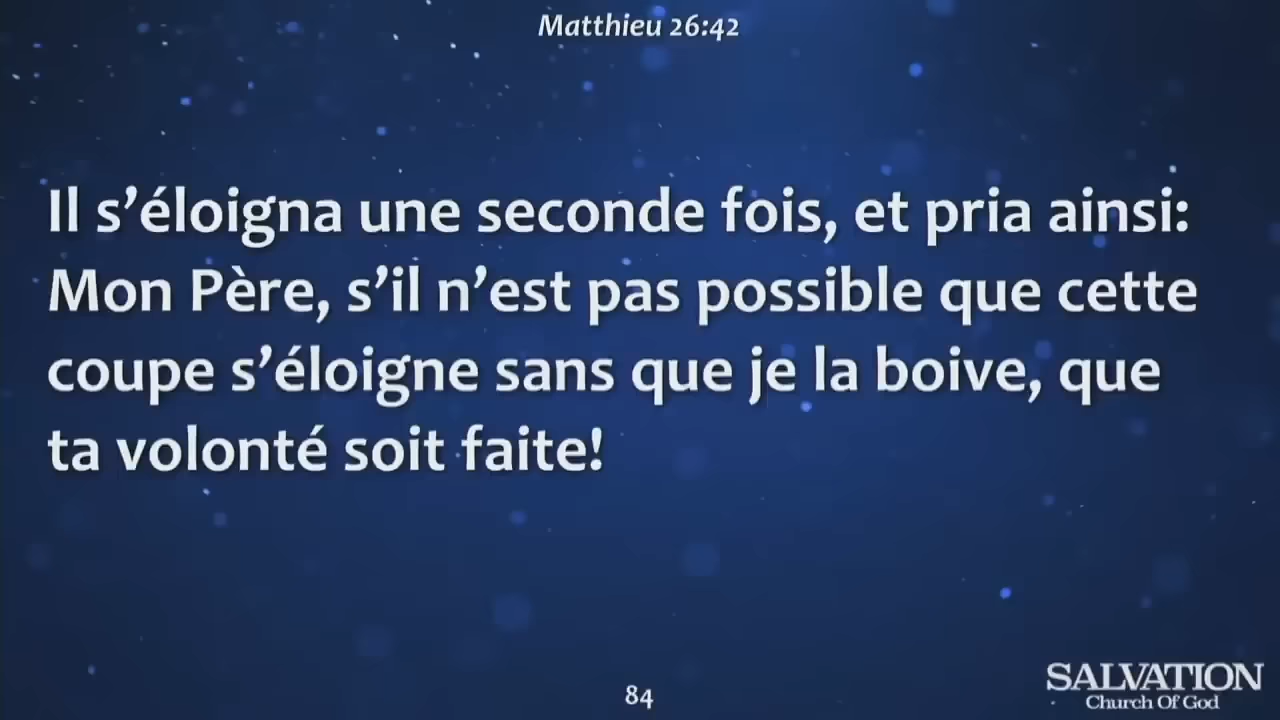 Matthieu 26:42
Il s’éloigna une seconde fois, et pria ainsi:
Mon Père, s’il n’est pas possible que cette
coupe s’éloigne sans que je la boive, que
ta volonté soit faite!
84
SALVATION
Church Of God